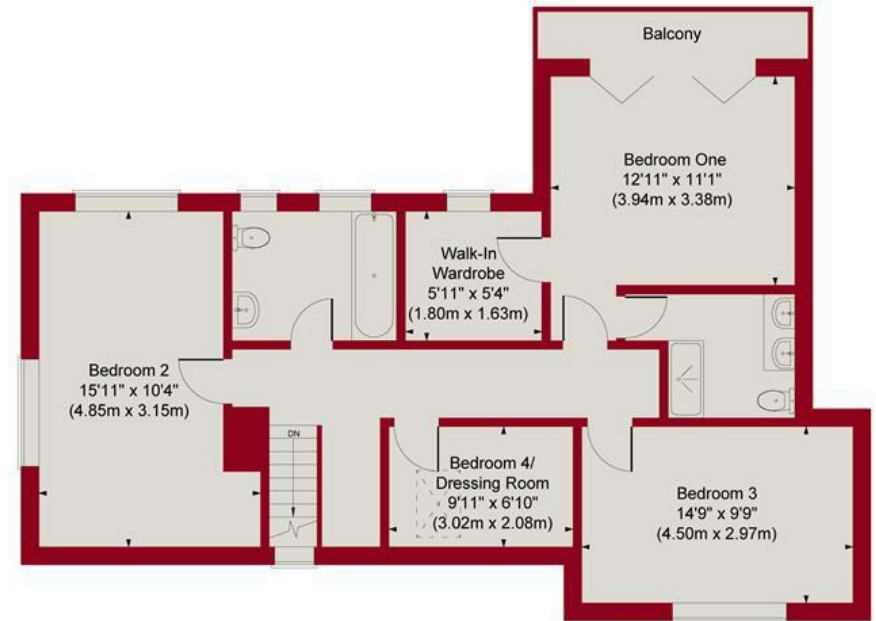 Balcony
Bedroom One
12'11" x 11'1"
(3.94m x 3.38m)
Walk-In
Wardrobe
5'11" x 5'4"
(1.80m x 1.63m)
Bedroom 2
15'11" x 10'4"
(4.85m x 3.15m)
DN
Bedroom 4/
Dressing Room
9'11" x 6'10"
(3.02m x 2.08m)
Bedroom 3
14'9" x 9'9"
(4.50m x 2.97m)